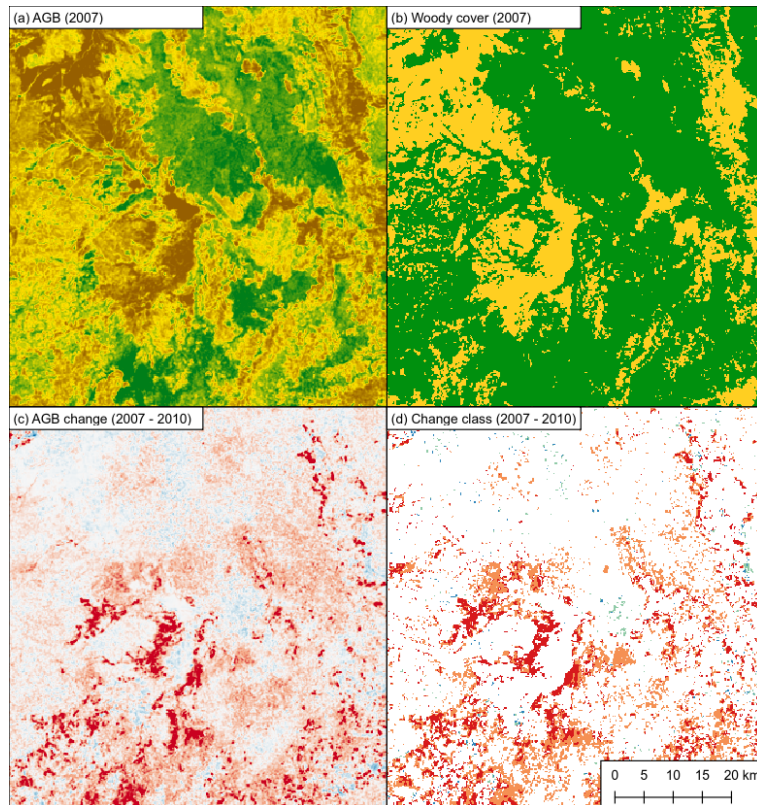 (a) AGB (2007)
(b) Woody cover (2007)
(c) AGB change (2007 - 2010)
(d) Change class (2007 - 2010)
0 5 10 15 20 km